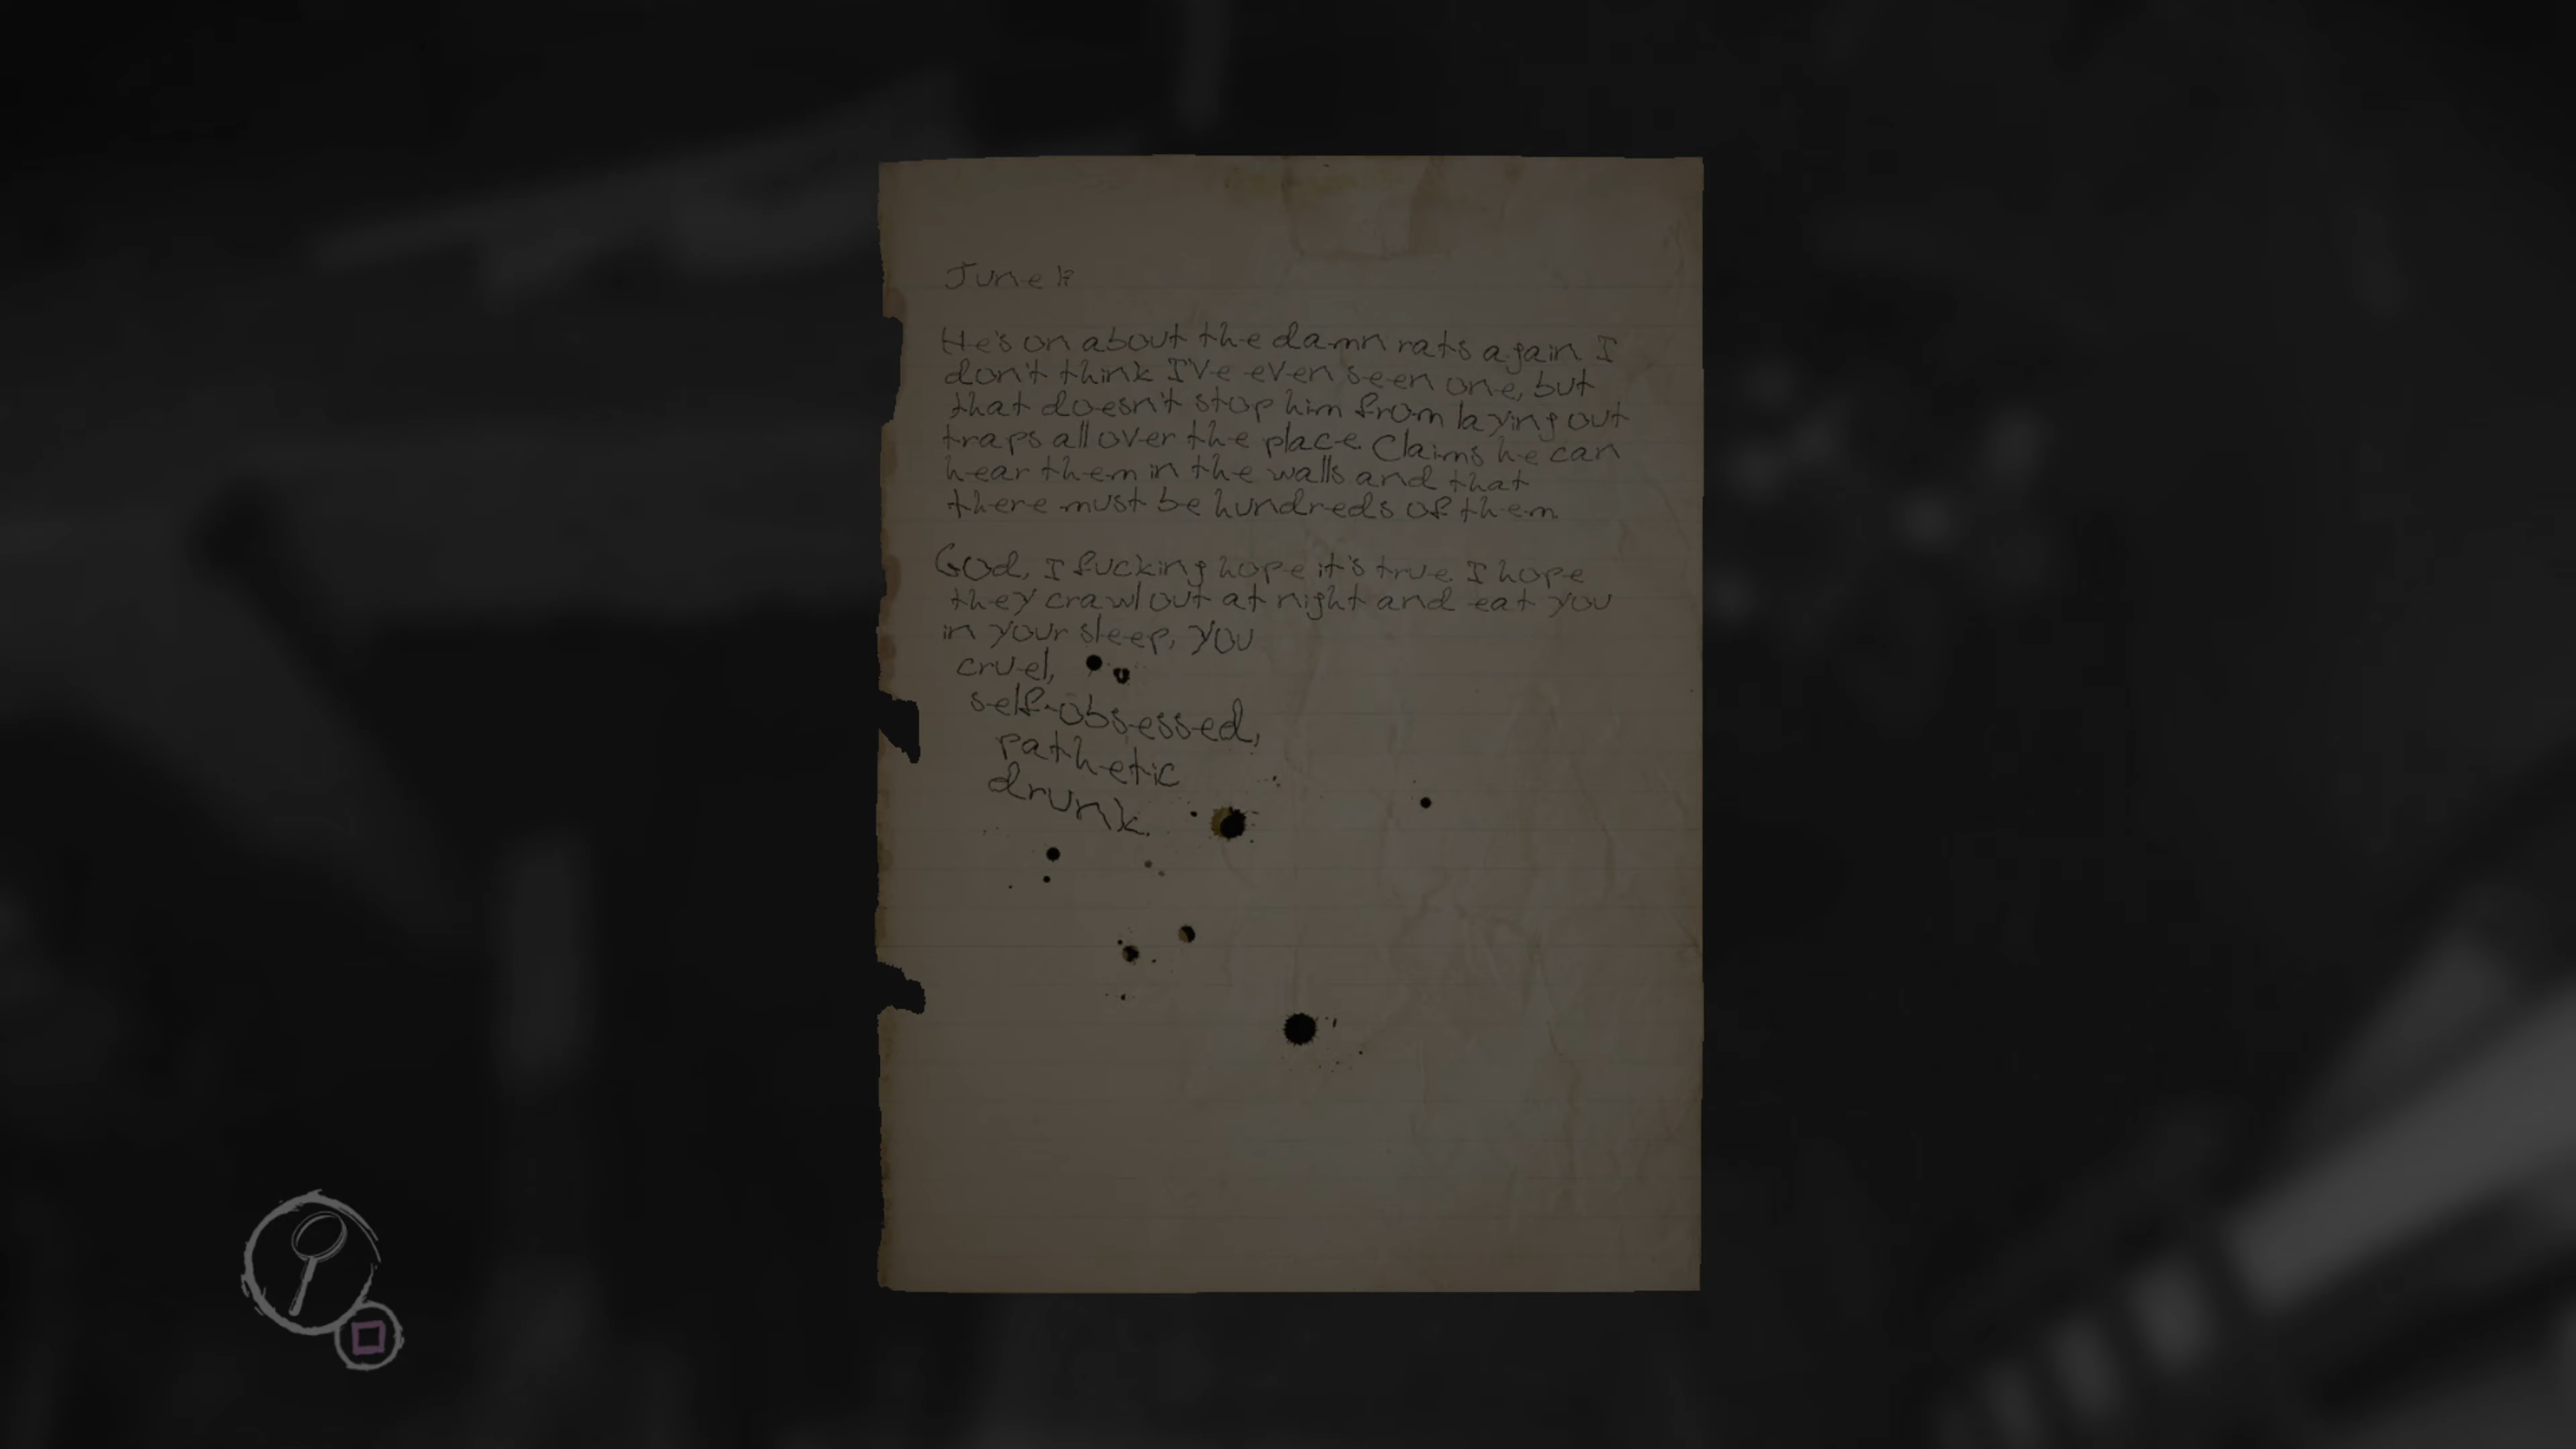 June 1?
He's on about the damn rats again. I
don't think I've even seen one, but
that doesn't stop him from laying out
traps all over the place. Claims he can
hear them in the walls and that
there must be hundreds of them.
God, I fucking hope it's true. I hope
they crawl out at night and eat you
in your sleep, you
cruel,
self-obsessed,
pathetic
drunk.